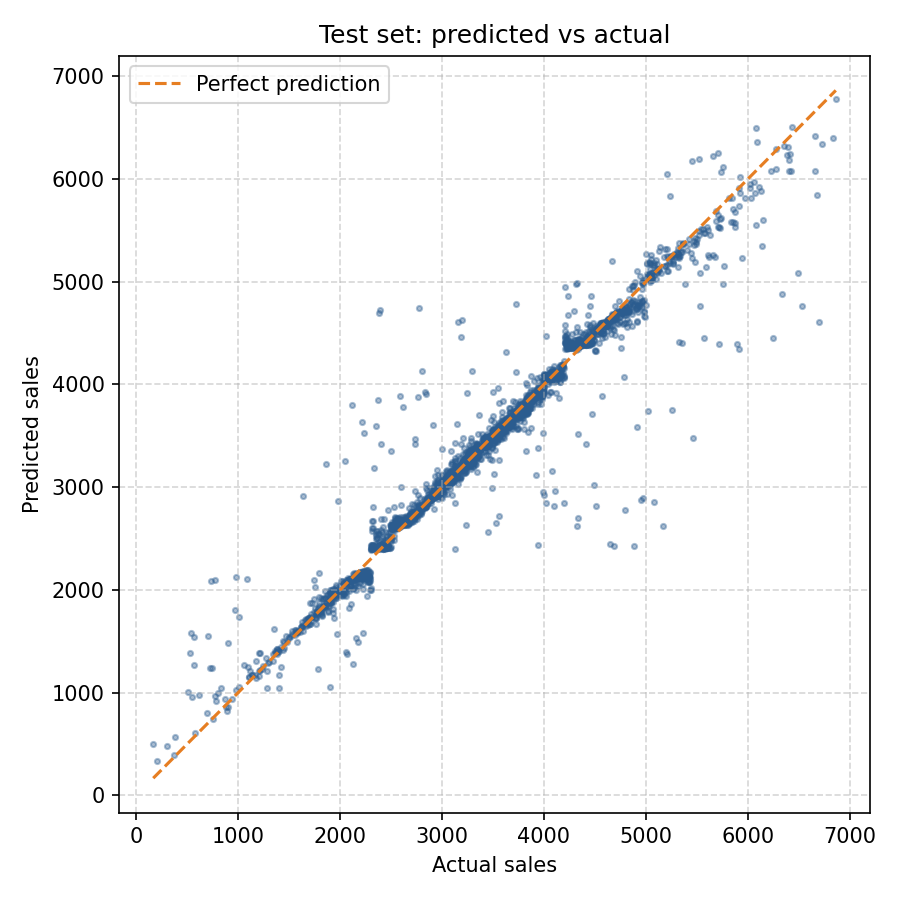 Test set: predicted vs actual
Perfect prediction
Predicted sales
7000
6000
5000
4000
3000
2000
1000
0
0 1000 2000 3000 4000 5000 6000 7000
Actual sales